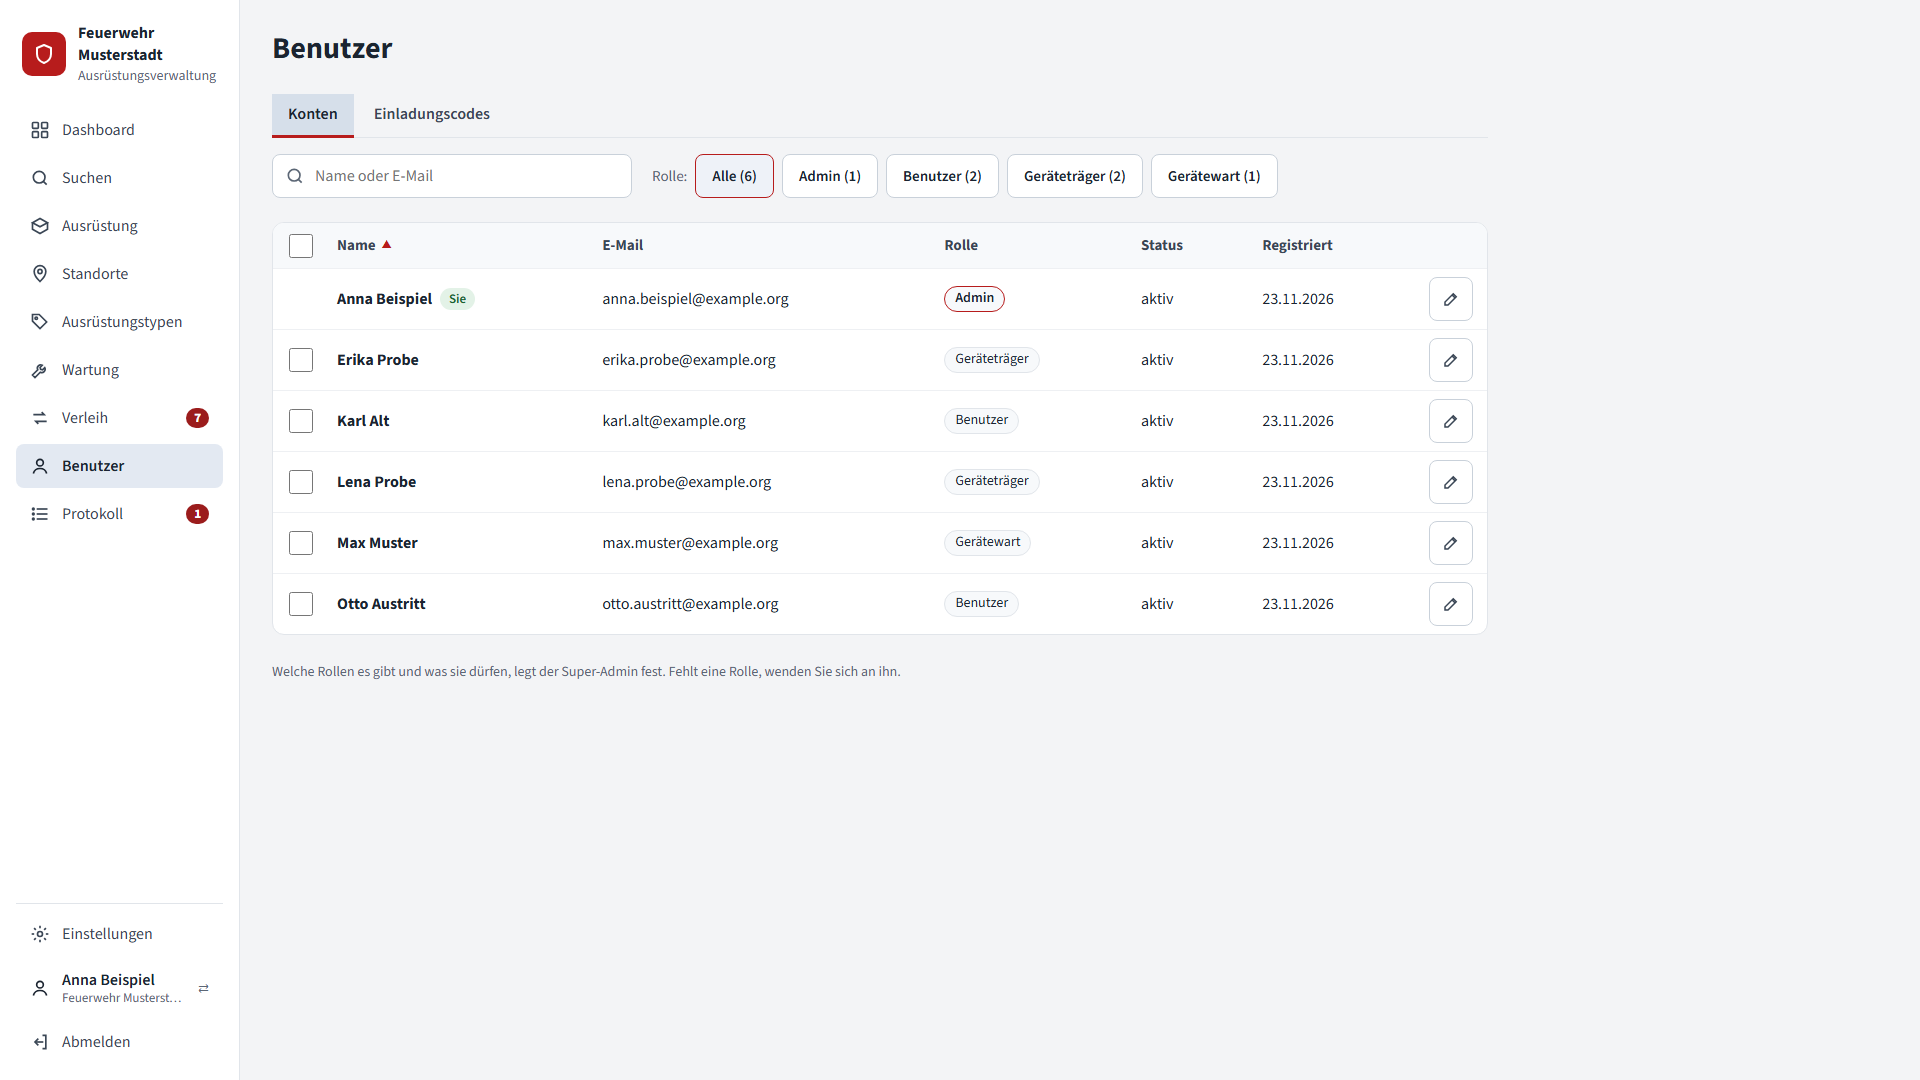 Feuerwehr
Musterstadt
Ausrüstungsverwaltung
Dashboard
Suchen
Ausrüstung
Standorte
Ausrüstungstypen
Wartung
Verleih 7
Benutzer
Protokoll 1
Einstellungen
Anna Beispiel
Feuerwehr Musterst…
Abmelden
Benutzer
Konten Einladungscodes
Name oder E-Mail Rolle: Alle (6) Admin (1) Benutzer (2) Geräteträger (2) Gerätewart (1)
Name E-Mail Rolle Status Registriert
Anna Beispiel Sie anna.beispiel@example.org Admin aktiv 23.11.2026
Erika Probe erika.probe@example.org Geräteträger aktiv 23.11.2026
Karl Alt karl.alt@example.org Benutzer aktiv 23.11.2026
Lena Probe lena.probe@example.org Geräteträger aktiv 23.11.2026
Max Muster max.muster@example.org Gerätewart aktiv 23.11.2026
Otto Austritt otto.austritt@example.org Benutzer aktiv 23.11.2026
Welche Rollen es gibt und was sie dürfen, legt der Super-Admin fest. Fehlt eine Rolle, wenden Sie sich an ihn.